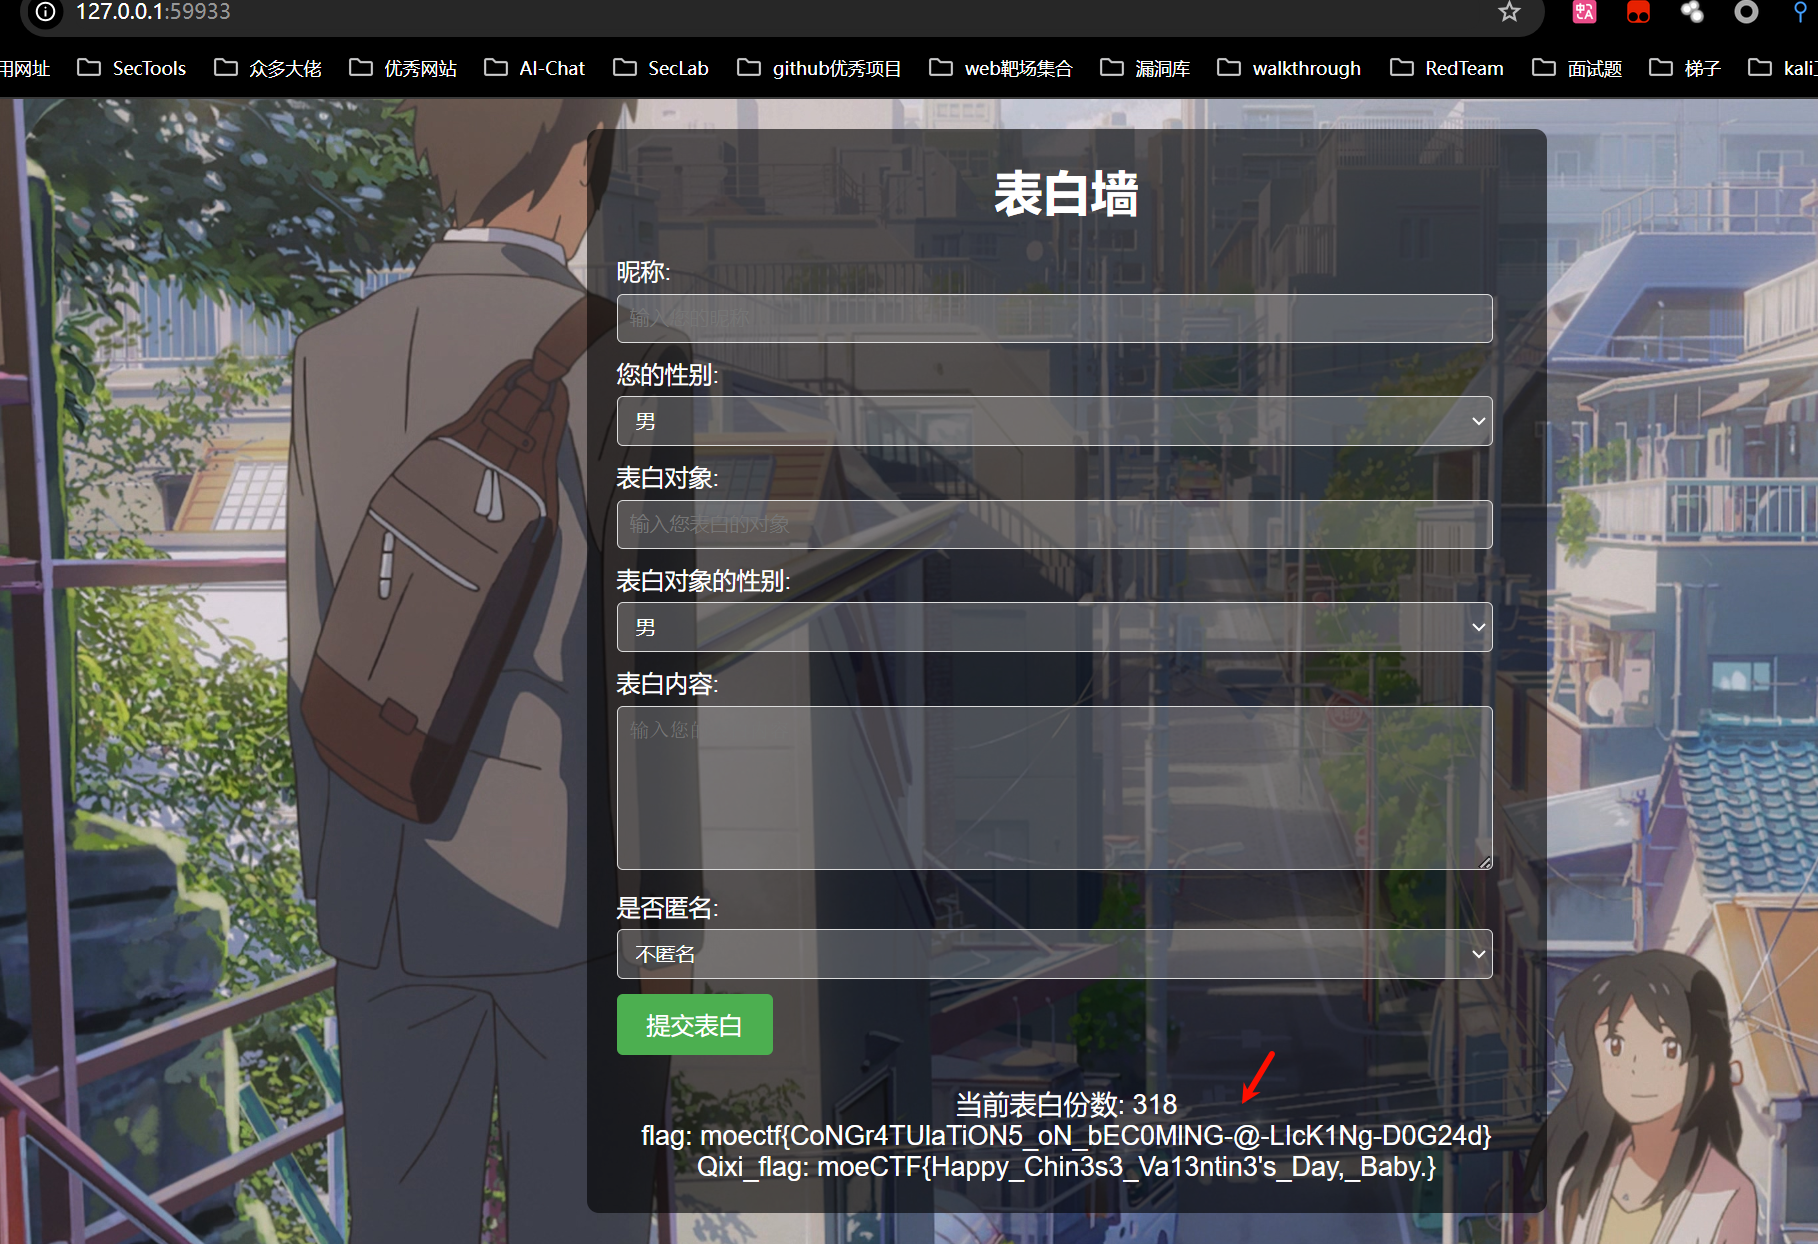 127.0.0.1:59933
用网址 SecTools 众多大佬 优秀网站 AI-Chat SecLab github优秀项目 web靶场集合 漏洞库 walkthrough RedTeam 面试题 梯子 kali
表白墙
昵称:
输入您的昵称
您的性别:
男
表白对象:
输入您表白的对象
表白对象的性别:
男
表白内容:
输入您的
是否匿名:
不匿名
提交表白
当前表白份数: 318
flag: moectf{CoNGr4TUlaTiON5_oN_bEC0MING-@-LIcK1Ng-D0G24d}
Qixi_flag: moeCTF{Happy_Chin3s3_Va13ntin3's_Day,_Baby.}